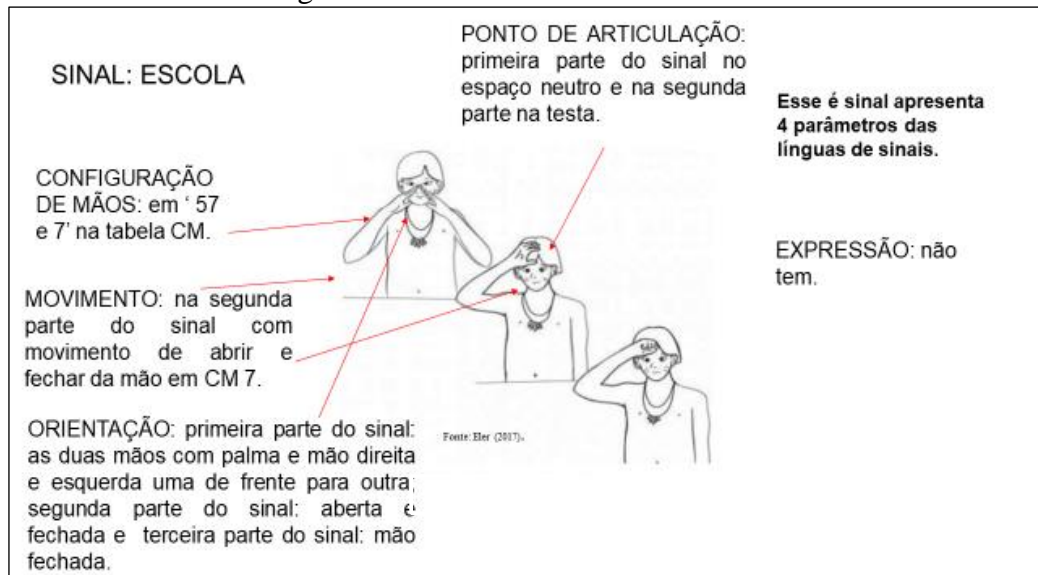 SINAL: ESCOLA
PONTO DE ARTICULAÇÃO:
primeira parte do sinal no
espaço neutro e na segunda
parte na testa.
Esse é sinal apresenta
4 parâmetros das
línguas de sinais.
CONFIGURAÇÃO
DE MÃOS: em ‘ 57
e 7’ na tabela CM.
EXPRESSÃO: não
tem.
MOVIMENTO: na segunda
parte do sinal com
movimento de abrir e
fechar da mão em CM 7.
ORIENTAÇÃO: primeira parte do sinal:
as duas mãos com palma e mão direita
e esquerda uma de frente para outra;
segunda parte do sinal: aberta e
fechada e terceira parte do sinal: mão
fechada.
Fonte: Eler (2017).